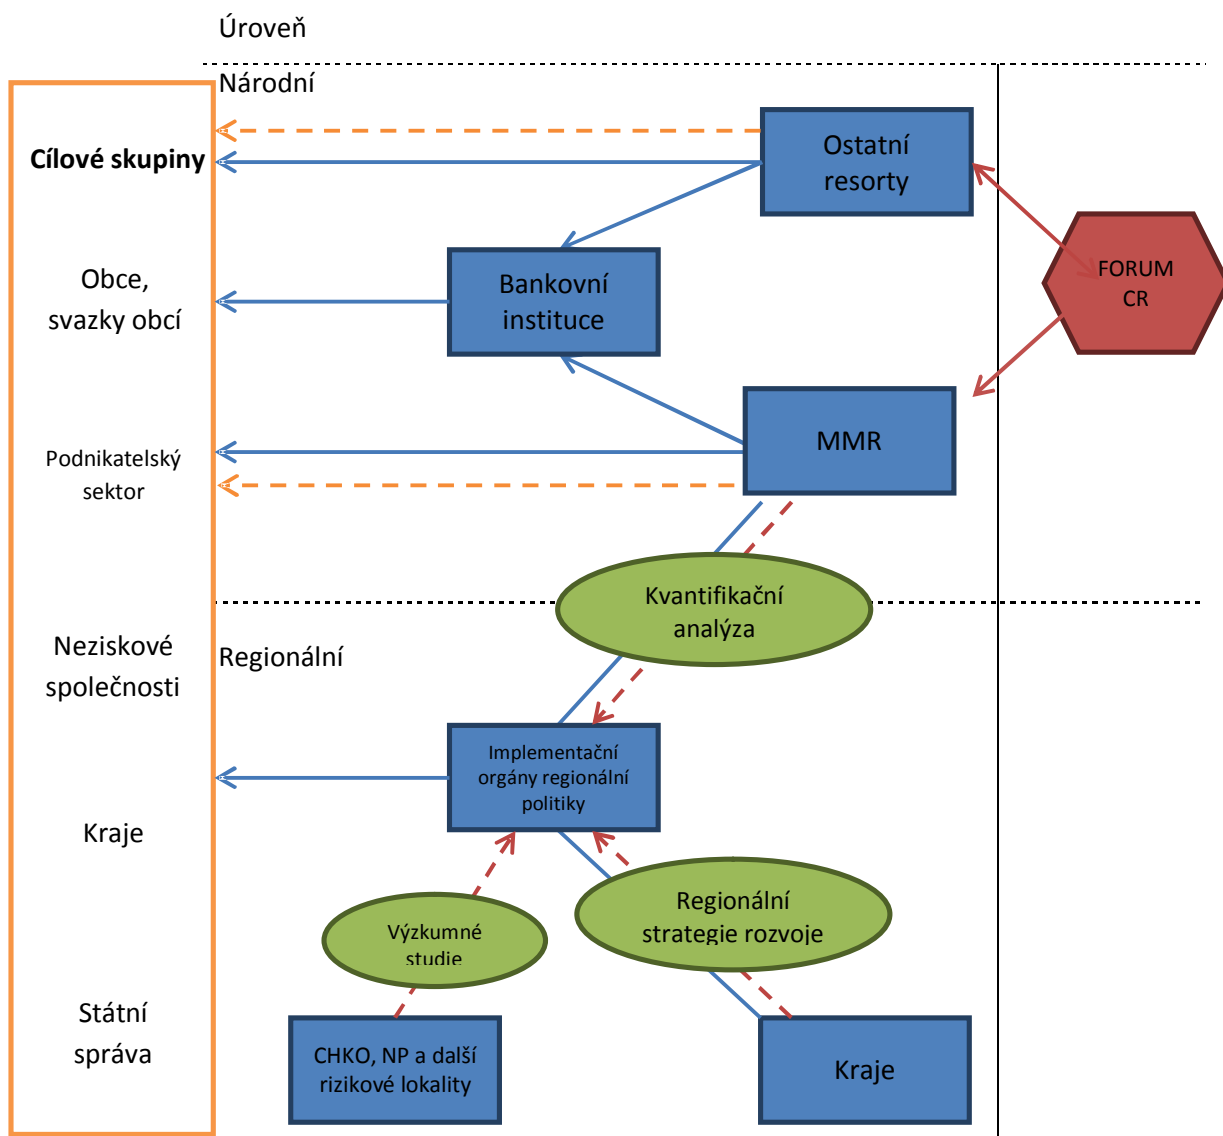 Úroveň
Národní
Cílové skupiny
Ostatní
resorty
Obce,
svazky obcí
Bankovní
instituce
FORUM
CR
Podnikatelský
sektor
MMR
Kvantifikační
analýza
Neziskové
společnosti
Regionální
Implementační
orgány regionální
politiky
Kraje
Výzkumné
studie
Regionální
strategie rozvoje
Státní
správa
CHKO, NP a další
rizikové lokality
Kraje